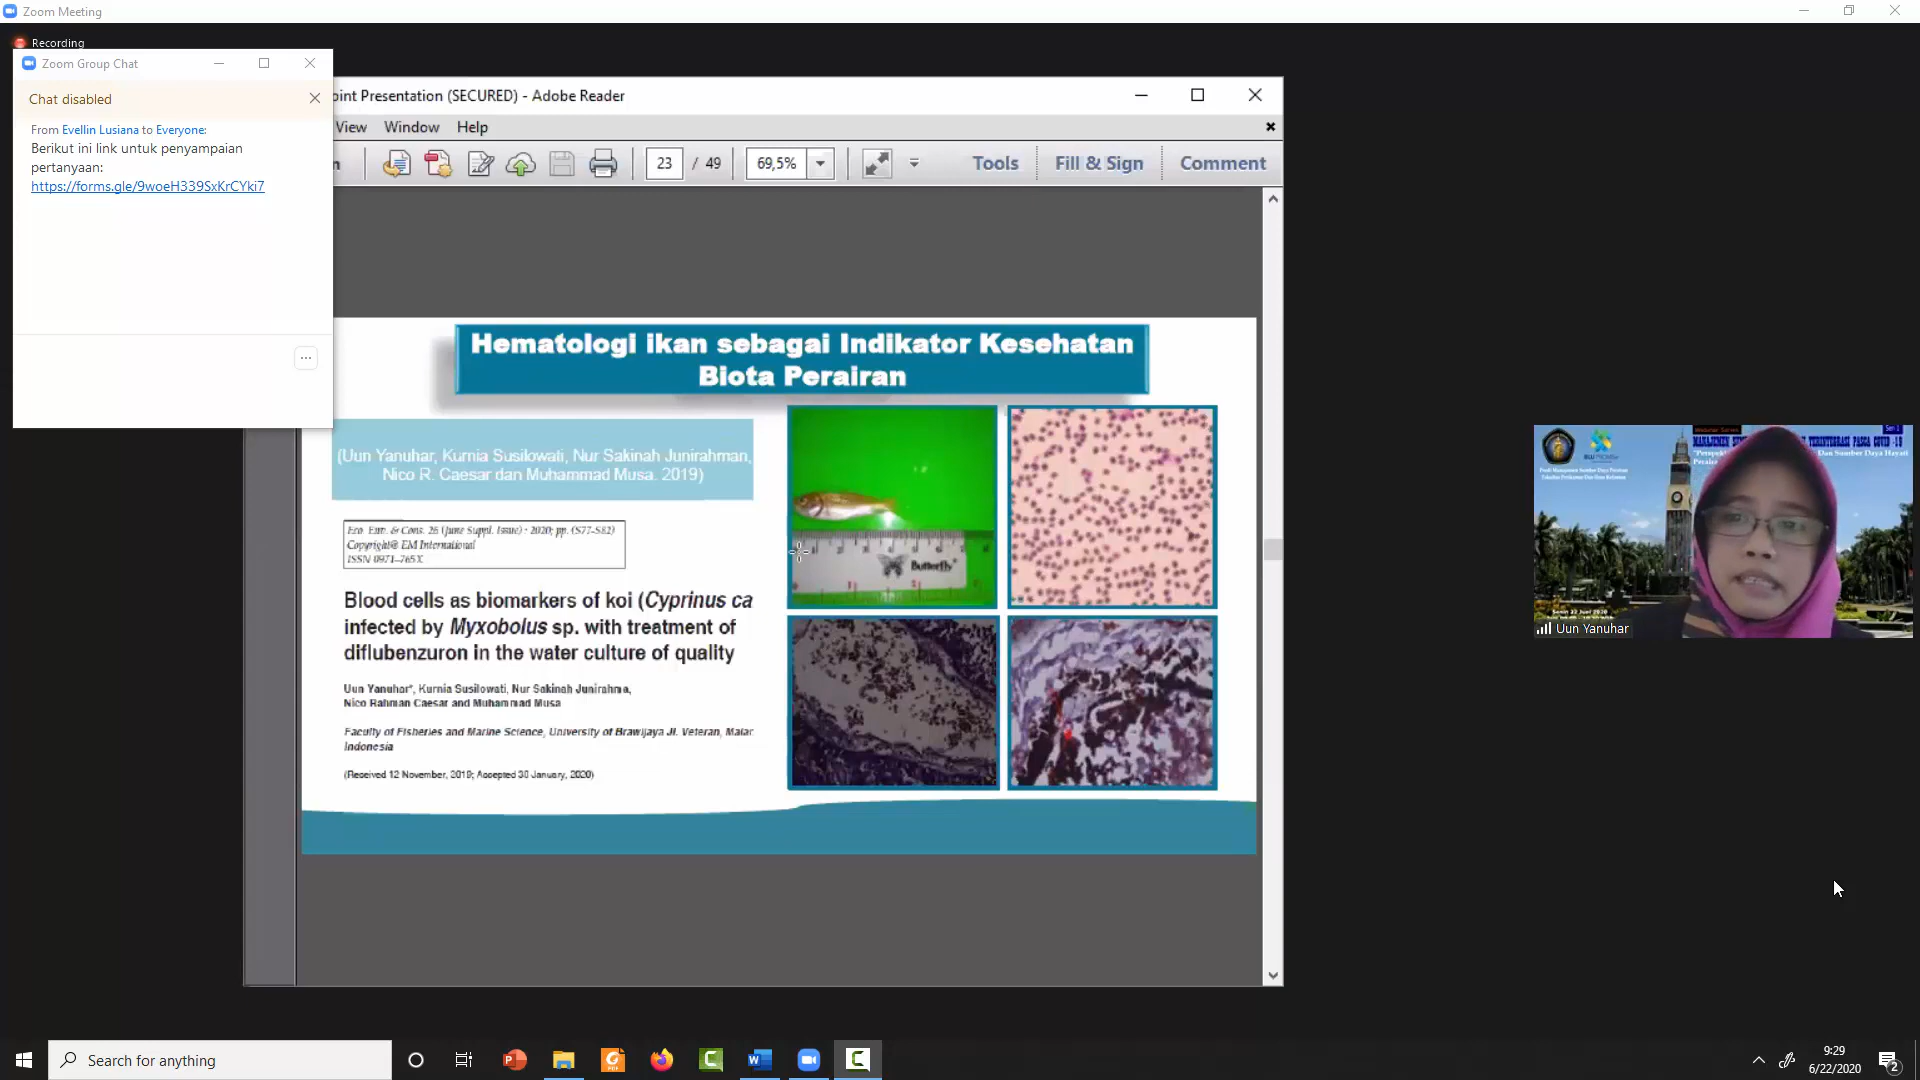 Zoom Meeting
Recording
Zoom Group Chat
Chat disabled
From Evellin Lusiana to Everyone:
Berikut ini link untuk penyampaian
pertanyaan:
https://forms.gle/9woeH339SxKrCYki7
oint Presentation (SECURED) - Adobe Reader
View Window Help
23 / 49 69,5% Tools Fill & Sign Comment
Hematologi ikan sebagai Indikator Kesehatan
Biota Perairan
(Uun Yanuhar, Kurnia Susilowati, Nur Sakinah Junirahman,
Nico R. Caesar dan Muhammad Musa. 2019)
Eco. Env. & Cons. 26 (June Suppl. Issue) : 2020; pp. (S77-S82)
Copyright@ EM International
ISSN 0971-765X
Blood cells as biomarkers of koi (Cyprinus ca
infected by Myxobolus sp. with treatment of
diflubenzuron in the water culture of quality
Uun Yanuhar*, Kurnia Susilowati, Nur Sakinah Junirahma,
Nico Rahman Caesar and Muhammad Musa
Faculty of Fisheries and Marine Science, University of Brawijaya Jl. Veteran, Malan
Indonesia
(Received 12 November, 2019; Accepted 30 January, 2020)
Butterfly
Uun Yanuhar
Search for anything
9:29
6/22/2020
2